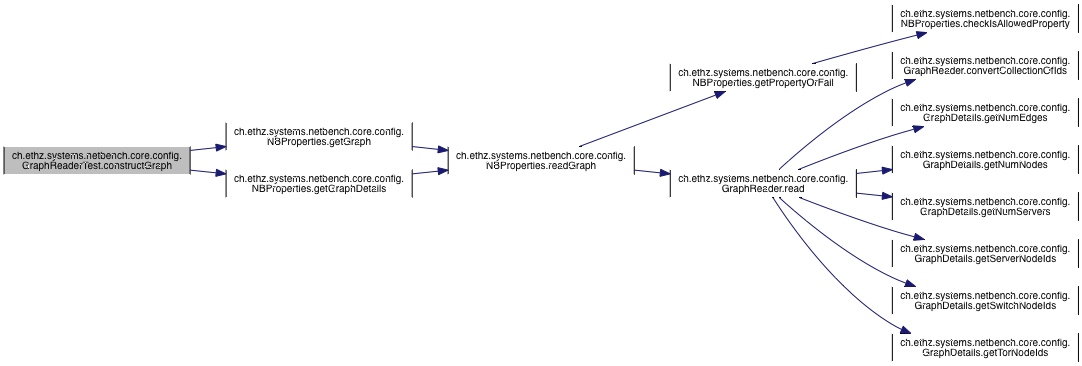 ch.ethz.systems.netbench.core.config.
GraphReaderTest.constructGraph
ch.ethz.systems.netbench.core.config.
NBProperties.getGraph
ch.ethz.systems.netbench.core.config.
NBProperties.getGraphDetails
ch.ethz.systems.netbench.core.config.
NBProperties.readGraph
ch.ethz.systems.netbench.core.config.
NBProperties.getPropertyOrFail
ch.ethz.systems.netbench.core.config.
GraphReader.read
ch.ethz.systems.netbench.core.config.
NBProperties.checkIsAllowedProperty
ch.ethz.systems.netbench.core.config.
GraphReader.convertCollectionOfIds
ch.ethz.systems.netbench.core.config.
GraphDetails.getNumEdges
ch.ethz.systems.netbench.core.config.
GraphDetails.getNumNodes
ch.ethz.systems.netbench.core.config.
GraphDetails.getNumServers
ch.ethz.systems.netbench.core.config.
GraphDetails.getServerNodeIds
ch.ethz.systems.netbench.core.config.
GraphDetails.getSwitchNodeIds
ch.ethz.systems.netbench.core.config.
GraphDetails.getTorNodeIds